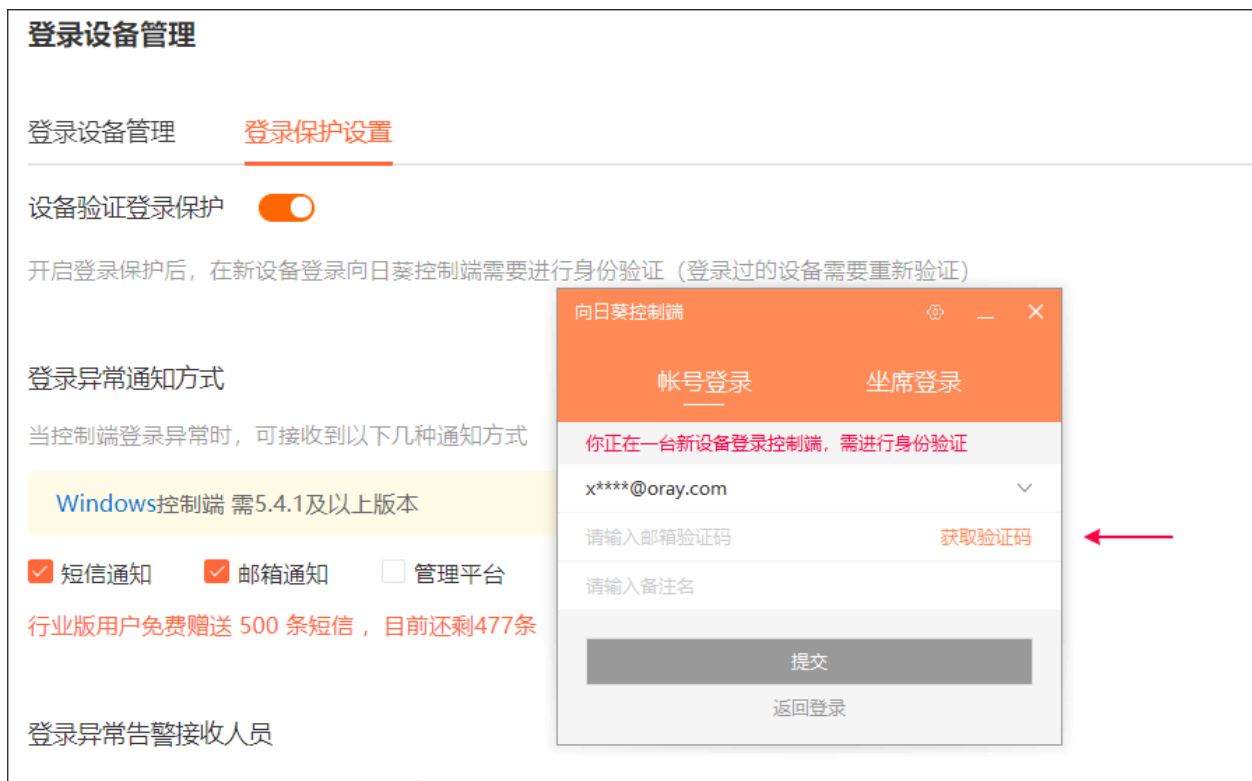 登录设备管理
登录设备管理 登录保护设置
设备验证登录保护
开启登录保护后，在新设备登录向日葵控制端需要进行身份验证（登录过的设备需要重新验证）
登录异常通知方式
当控制端登录异常时，可接收到以下几种通知方式
Windows控制端 需5.4.1及以上版本
短信通知 邮箱通知 管理平台
行业版用户免费赠送 500 条短信 ，目前还剩477条
登录异常告警接收人员
向日葵控制端
帐号登录 坐席登录
你正在一台新设备登录控制端，需进行身份验证
x****@oray.com
请输入邮箱验证码 获取验证码
请输入备注名
提交
返回登录